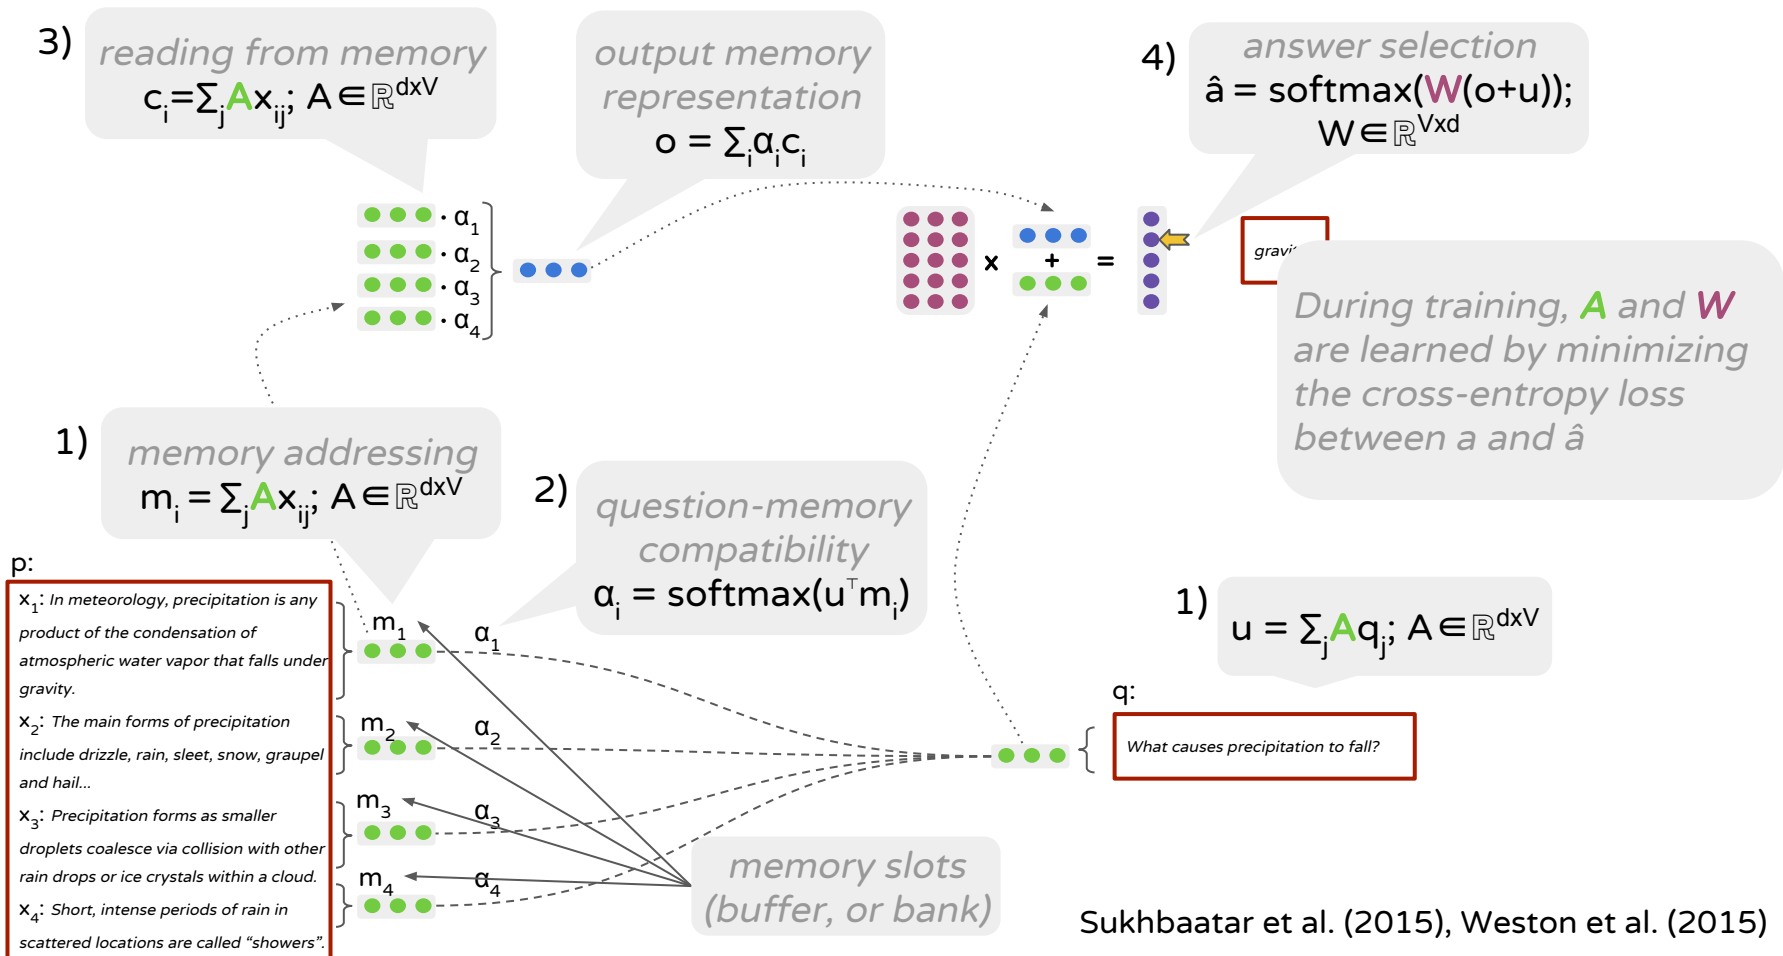 3)
reading from memory
cᵢ=∑ⱼAxᵢⱼ; A∈ℝᵈˣⱽ
output memory
representation
o = ∑ᵢαᵢcᵢ
4)
answer selection
â = softmax(W(o+u));
W∈ℝⱽˣᵈ
· α₁
· α₂
· α₃
· α₄
x
+
=
During training, A and W
are learned by minimizing
the cross-entropy loss
between a and â
1)
memory addressing
mᵢ = ∑ⱼAxᵢⱼ; A∈ℝᵈˣⱽ
2)
question-memory
compatibility
αᵢ = softmax(uᵀmᵢ)
p:
x₁: In meteorology, precipitation is any
product of the condensation of
atmospheric water vapor that falls under
gravity.
x₂: The main forms of precipitation
include drizzle, rain, sleet, snow, graupel
and hail...
x₃: Precipitation forms as smaller
droplets coalesce via collision with other
rain drops or ice crystals within a cloud.
x₄: Short, intense periods of rain in
scattered locations are called “showers”.
m₁
α₁
m₂
α₂
m₃
α₃
m₄
α₄
memory slots
(buffer, or bank)
1)
u = ∑ⱼAqⱼ; A∈ℝᵈˣⱽ
q:
What causes precipitation to fall?
Sukhbaatar et al. (2015), Weston et al. (2015)